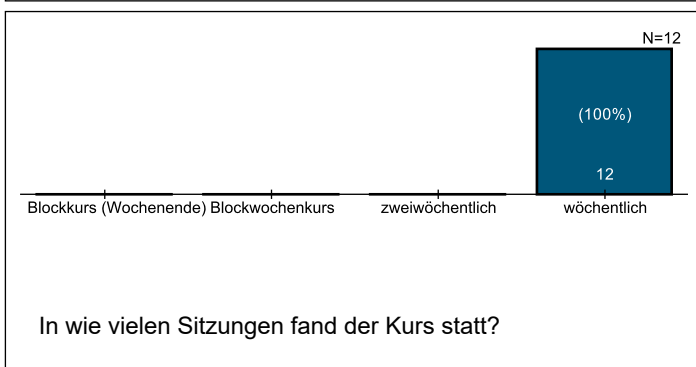 N=12
(100%)
12
Blockkurs (Wochenende) Blockwochenkurs zweiwöchentlich wöchentlich
In wie vielen Sitzungen fand der Kurs statt?